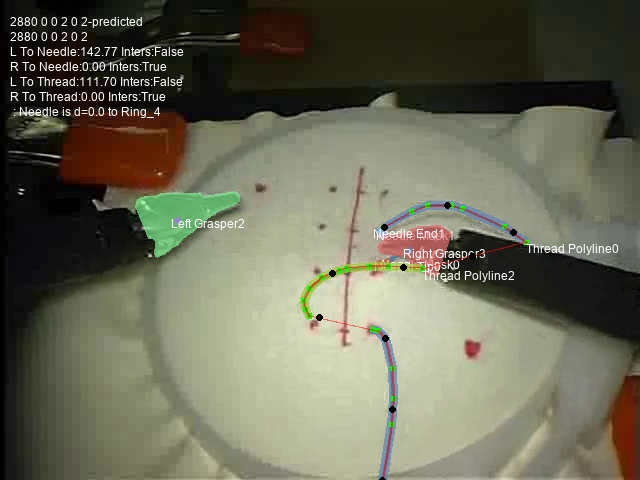 2880 0 0 2 0 2-predicted
2880 0 0 2 0 2
L To Needle:142.77 Inters:False
R To Needle:0.00 Inters:True
L To Thread:111.70 Inters:False
R To Thread:0.00 Inters:True
: Needle is d=0.0 to Ring_4
Left Grasper2
Needle End1
Thread Polyline0
Right Grasper3
Thread Polyline2